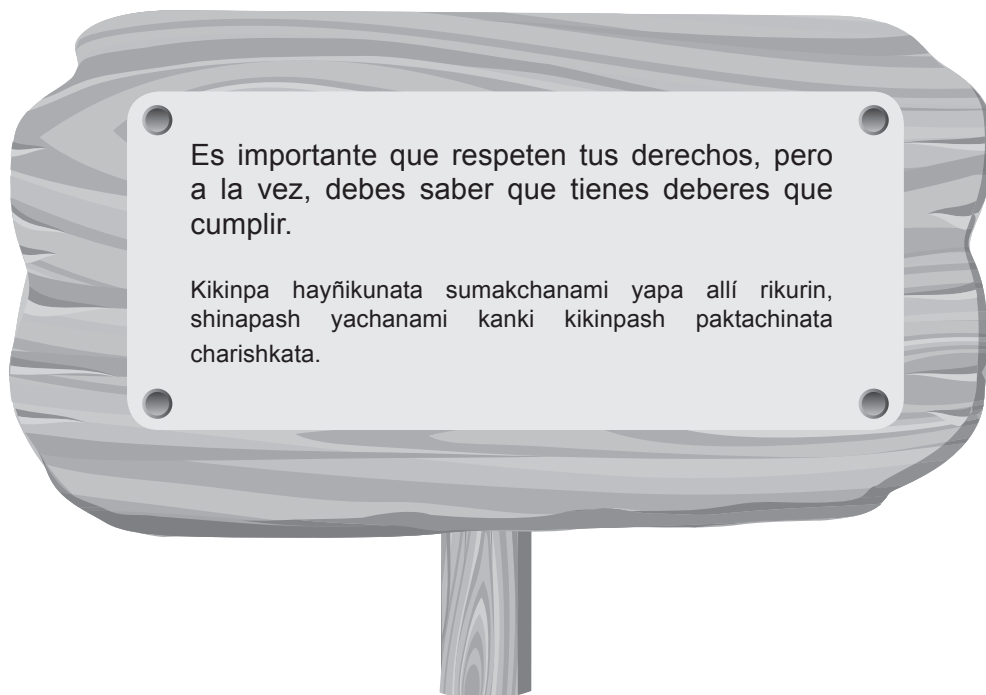 Es importante que respeten tus derechos, pero
a la vez, debes saber que tienes deberes que
cumplir.
Kikinpa hayñikunata sumakchanami yapa allí rikurin,
shinapash yachanami kanki kikinpash paktachinata
charishkata.